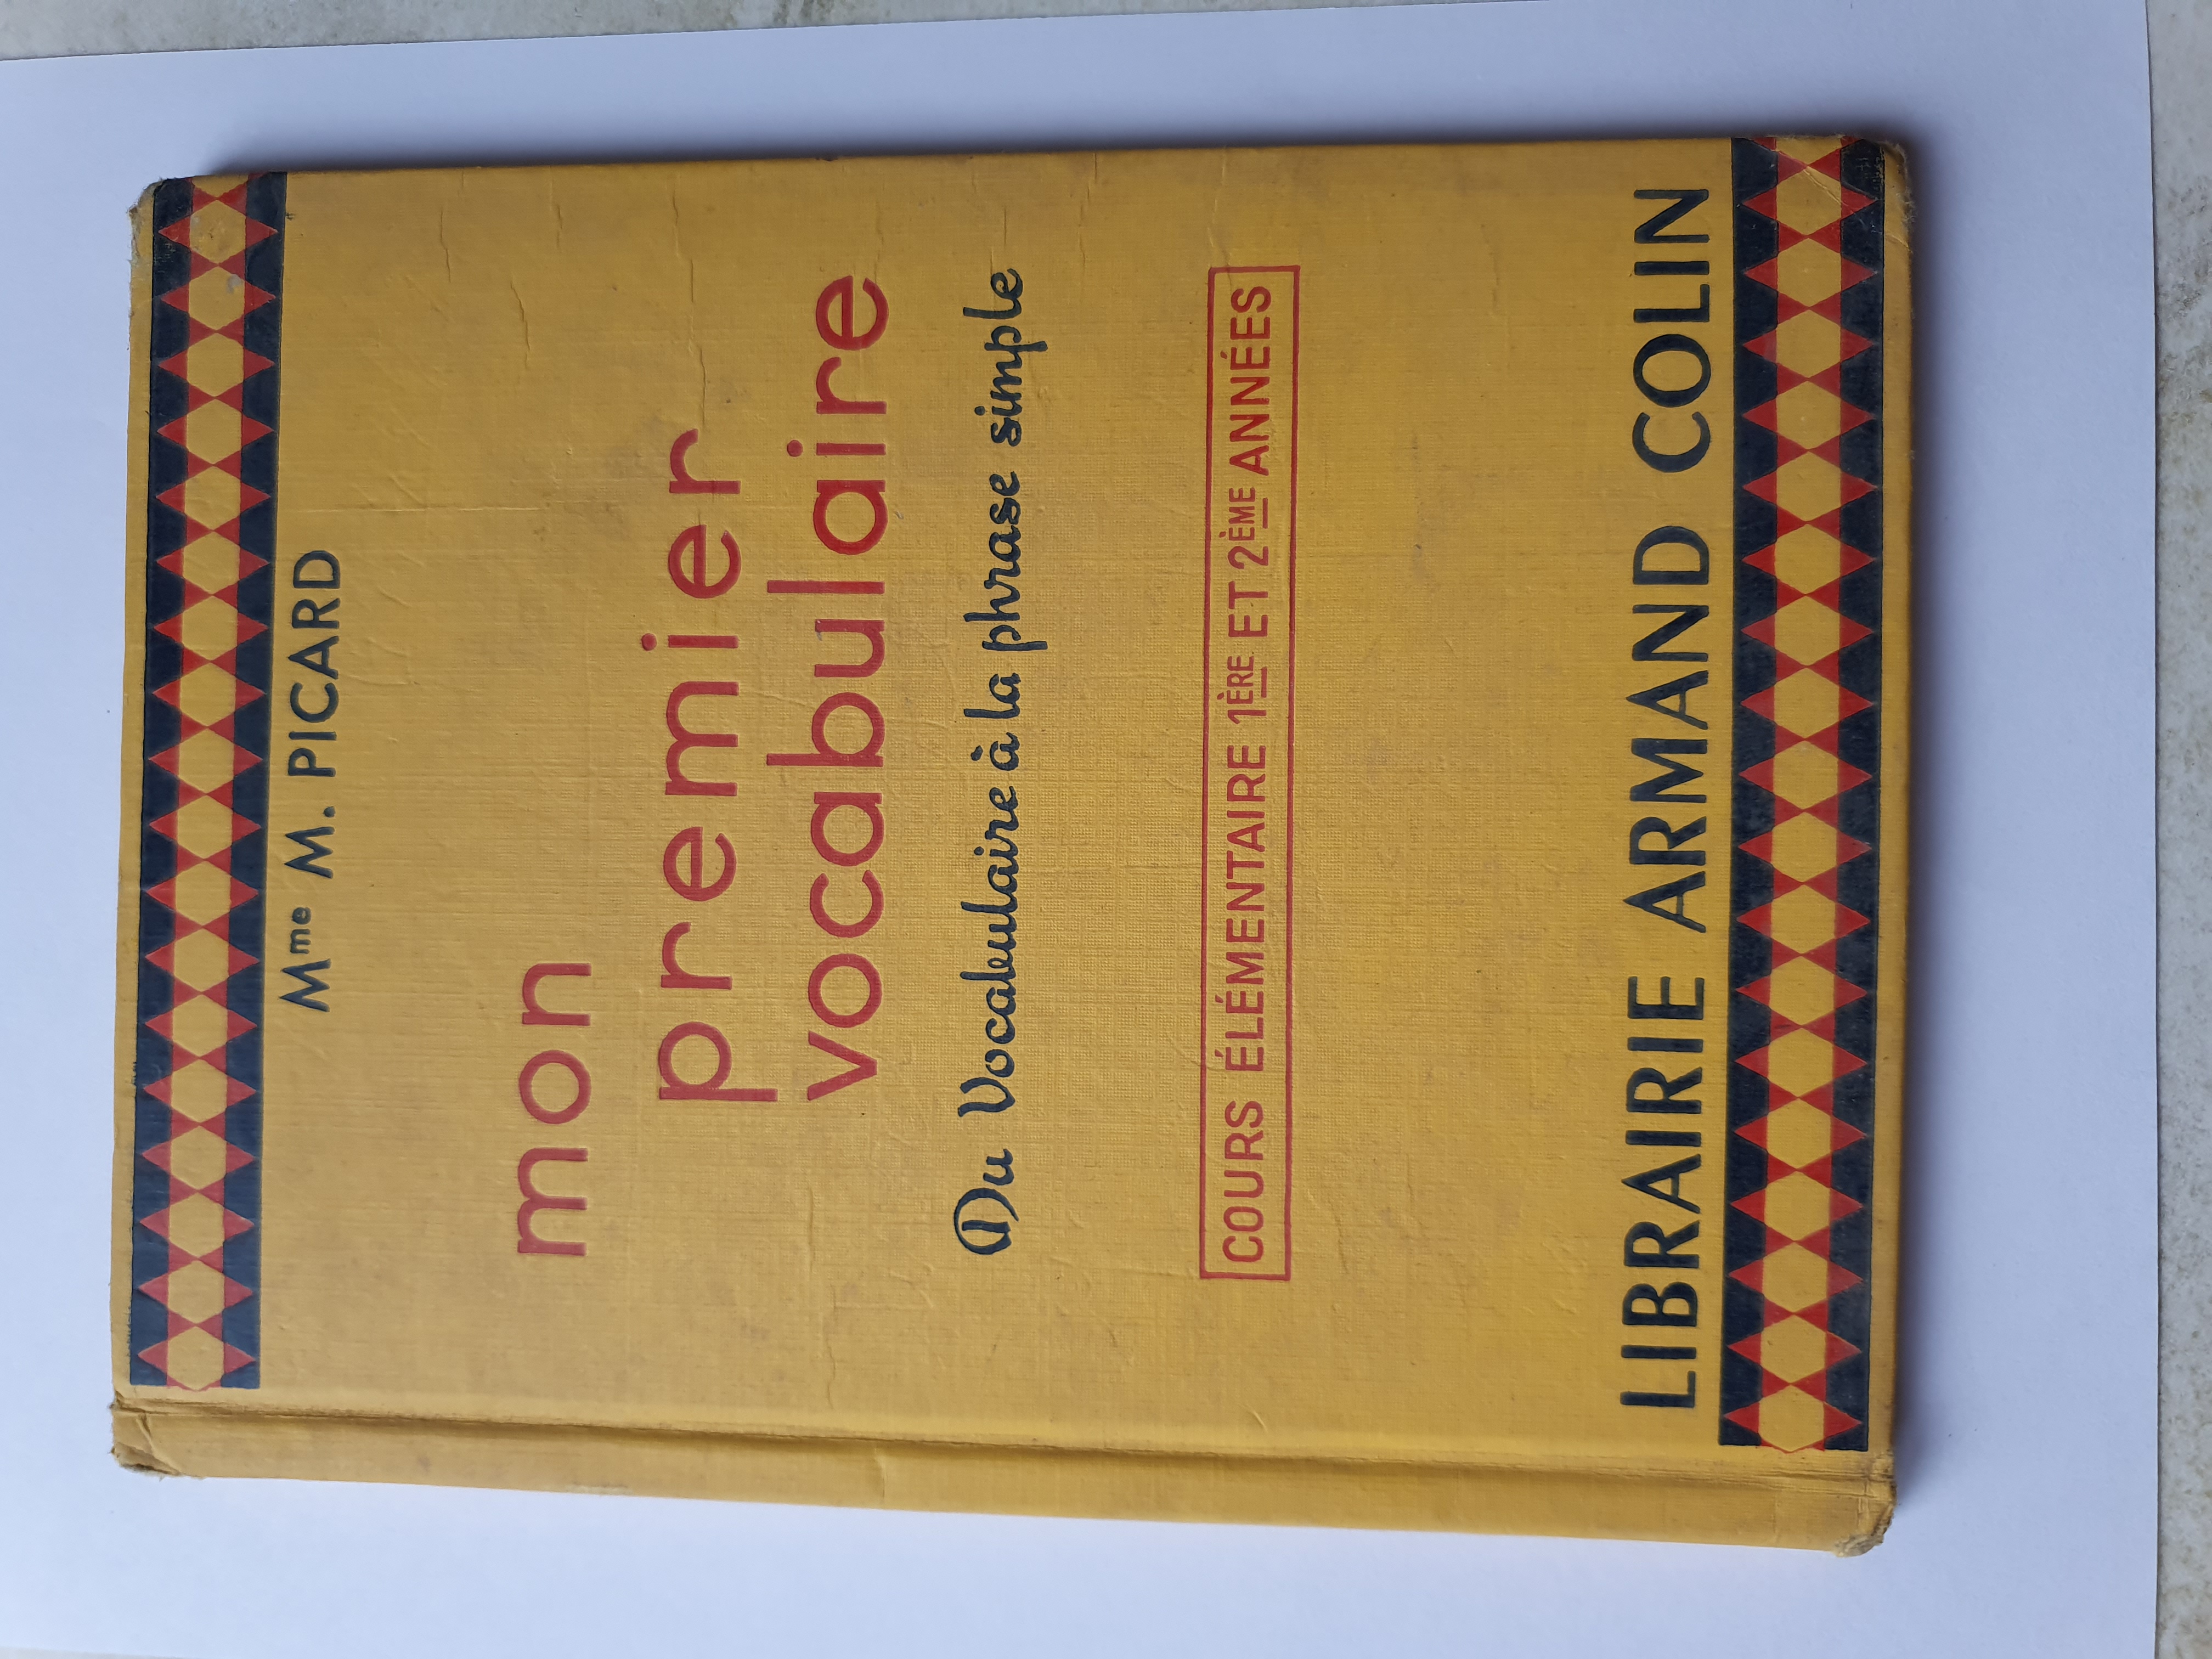 Mme M. PICARD
mon
premier
vocabulaire
Du Vocabulaire à la phrase simple
COURS ÉLÉMENTAIRE 1ÈRE ET 2ÈME ANNÉES
LIBRAIRIE ARMAND COLIN